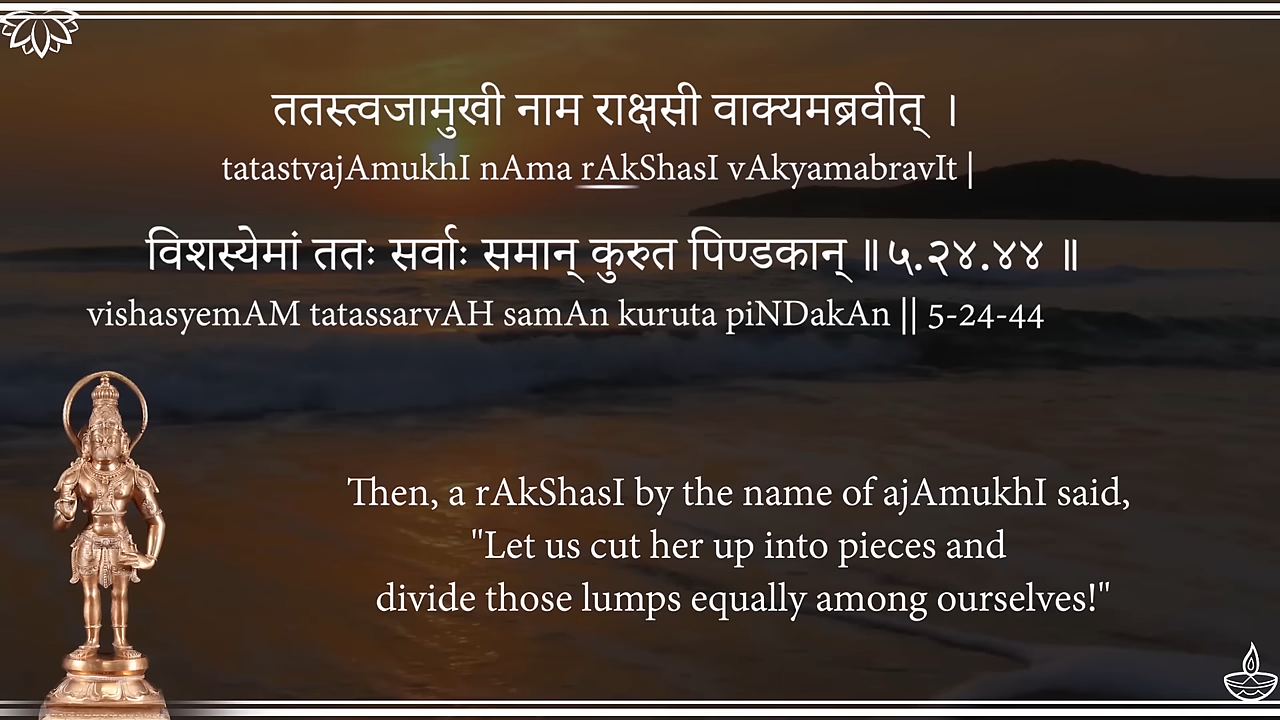 ततस्त्वजामुखी नाम राक्षसी वाक्यमब्रवीत् ।
tatastvajAmukhI nAma rAkShasI vAkyamabravIt |
विशस्येमां ततः सर्वाः समान् कुरुत पिण्डकान् ॥५.२४.४४ ॥
vishasyemAM tatassarvAH samAn kuruta piNDakAn || 5-24-44
Then, a rAkShasI by the name of ajAmukhI said,
"Let us cut her up into pieces and
divide those lumps equally among ourselves!"